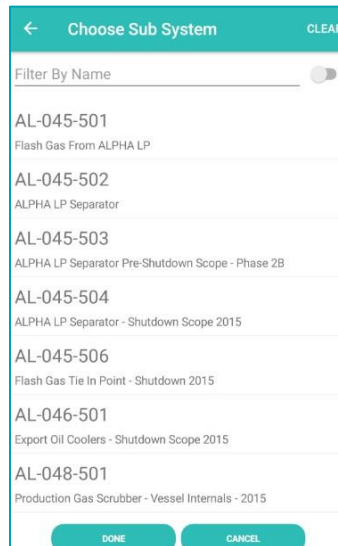 Choose Sub System
CLEAR
Filter By Name
AL-045-501
Flash Gas From ALPHA LP
AL-045-502
ALPHA LP Separator
AL-045-503
ALPHA LP Separator Pre-Shutdown Scope - Phase 2B
AL-045-504
ALPHA LP Separator - Shutdown Scope 2015
AL-045-506
Flash Gas Tie In Point - Shutdown 2015
AL-046-501
Export Oil Coolers - Shutdown Scope 2015
AL-048-501
Production Gas Scrubber - Vessel Internals - 2015
DONE
CANCEL